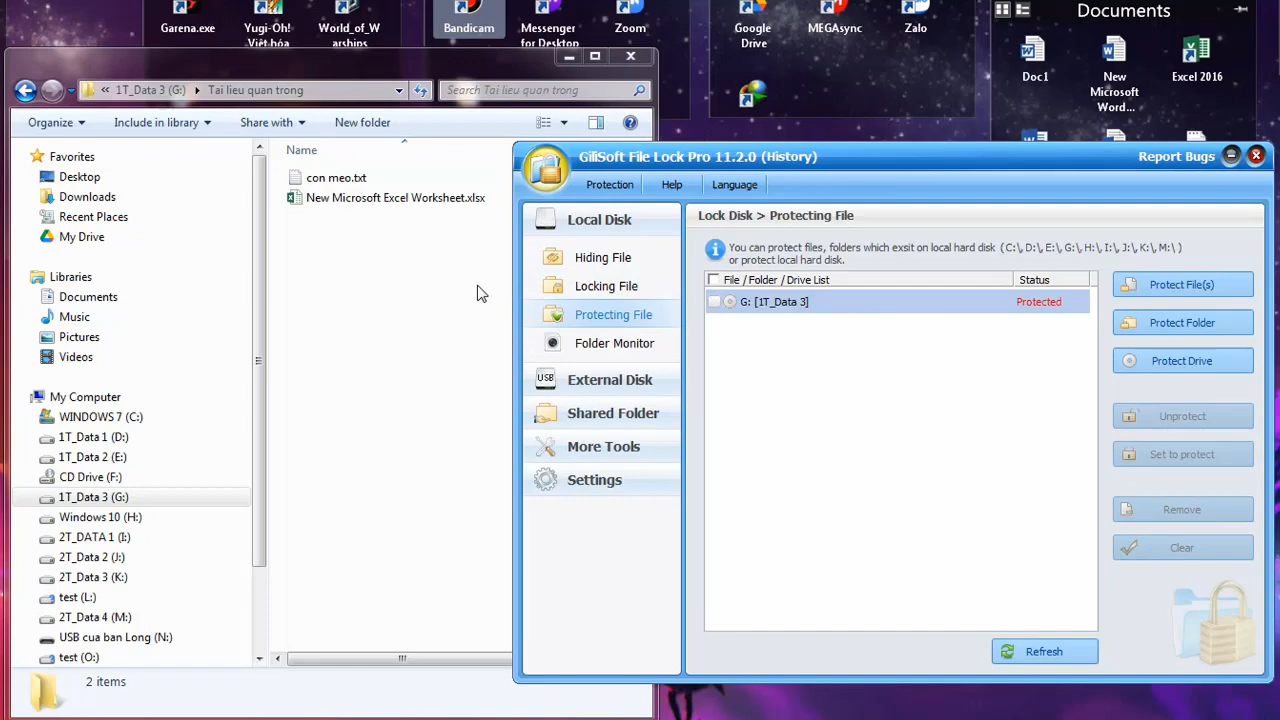 Garena.exe
Yugi-Oh! Việt hóa
World_of_Warships
Bandicam
Messenger for Desktop
Zoom
Google Drive
MEGAsync
Zalo
Documents
Doc1
New Microsoft Word...
Excel 2016
« 1T_Data 3 (G:) ▸ Tai lieu quan trong
Search Tai lieu quan trong
Organize
Include in library
Share with
New folder
Favorites
Desktop
Downloads
Recent Places
My Drive
Libraries
Documents
Music
Pictures
Videos
My Computer
WINDOWS 7 (C:)
1T_Data 1 (D:)
1T_Data 2 (E:)
CD Drive (F:)
1T_Data 3 (G:)
Windows 10 (H:)
2T_DATA 1 (I:)
2T_Data 2 (J:)
2T_Data 3 (K:)
test (L:)
2T_Data 4 (M:)
USB cua ban Long (N:)
test (O:)
Name
con meo.txt
New Microsoft Excel Worksheet.xlsx
2 items
GiliSoft File Lock Pro 11.2.0 (History)
Report Bugs
Protection
Help
Language
Local Disk
Hiding File
Locking File
Protecting File
Folder Monitor
USB External Disk
Shared Folder
More Tools
Settings
Lock Disk > Protecting File
You can protect files, folders which exsit on local hard disk (C:\,D:\,E:\,G:\,H:\,I:\,J:\,K:\,M:\)
or protect local hard disk.
File / Folder / Drive List
Status
G: [1T_Data 3]
Protected
Protect File(s)
Protect Folder
Protect Drive
Unprotect
Set to protect
Remove
Clear
Refresh